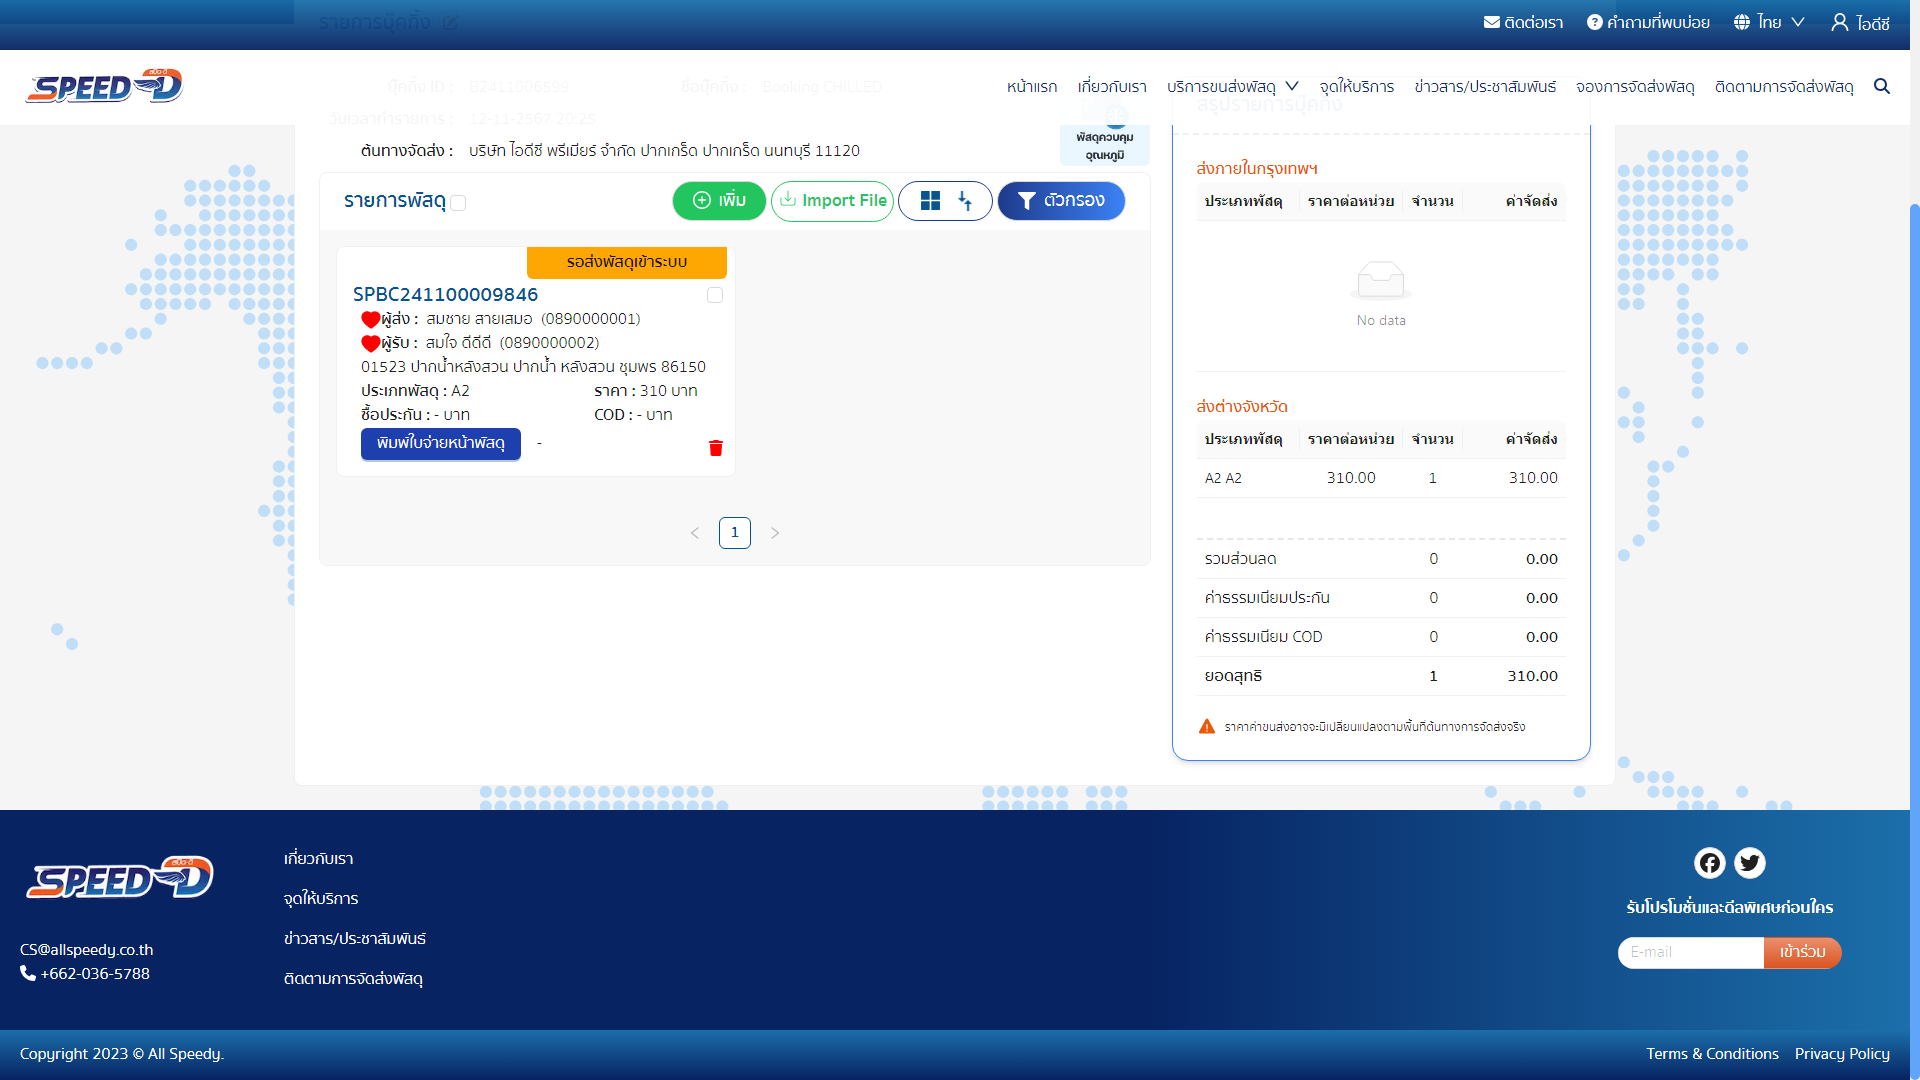 รายการบุ๊คกิ้ง
ติดต่อเรา
คำถามที่พบบ่อย
ไทย
ไอดีซี
SPEED-D
สปีด-ดี
หน้าแรก
เกี่ยวกับเรา
บริการขนส่งพัสดุ
จุดให้บริการ
ข่าวสาร/ประชาสัมพันธ์
จองการจัดส่งพัสดุ
ติดตามการจัดส่งพัสดุ
บุ๊คกิ้ง ID : B2411006599
ชื่อบุ๊คกิ้ง : Booking CHILLED
วันเวลาทำรายการ : 12-11-2567 20:25
ต้นทางจัดส่ง : บริษัท ไอดีซี พรีเมียร์ จำกัด ปากเกร็ด ปากเกร็ด นนทบุรี 11120
พัสดุควบคุม
อุณหภูมิ
รายการพัสดุ
เพิ่ม
Import File
ตัวกรอง
รอส่งพัสดุเข้าระบบ
SPBC241100009846
ผู้ส่ง : สมชาย สายเสมอ (0890000001)
ผู้รับ : สมใจ ดีดีดี (0890000002)
01523 ปากน้ำหลังสวน ปากน้ำ หลังสวน ชุมพร 86150
ประเภทพัสดุ : A2
ราคา : 310 บาท
ซื้อประกัน : - บาท
COD : - บาท
พิมพ์ใบจ่ายหน้าพัสดุ
-
1
สรุปรายการบุ๊คกิ้ง
ส่งภายในกรุงเทพฯ
ประเภทพัสดุ ราคาต่อหน่วย จำนวน ค่าจัดส่ง
No data
ส่งต่างจังหวัด
ประเภทพัสดุ ราคาต่อหน่วย จำนวน ค่าจัดส่ง
A2 A2 310.00 1 310.00
รวมส่วนลด 0 0.00
ค่าธรรมเนียมประกัน 0 0.00
ค่าธรรมเนียม COD 0 0.00
ยอดสุทธิ 1 310.00
ราคาค่าขนส่งอาจจะมีเปลี่ยนแปลงตามพื้นที่ต้นทางการจัดส่งจริง
SPEED-D
สปีด-ดี
CS@allspeedy.co.th
+662-036-5788
เกี่ยวกับเรา
จุดให้บริการ
ข่าวสาร/ประชาสัมพันธ์
ติดตามการจัดส่งพัสดุ
รับโปรโมชั่นและดีลพิเศษก่อนใคร
E-mail
เข้าร่วม
Copyright 2023 © All Speedy.
Terms & Conditions
Privacy Policy